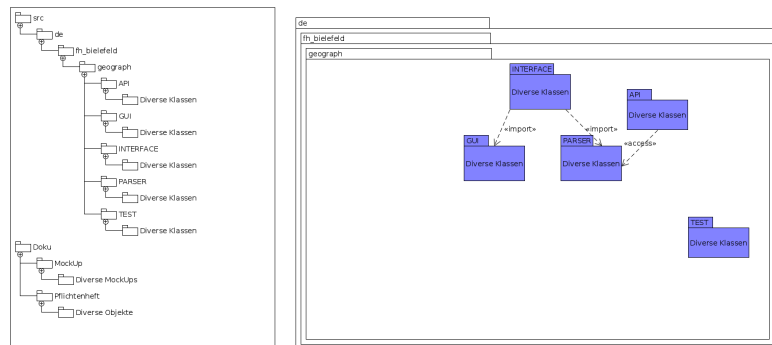 src
de
fh_bielefeld
geograph
API
Diverse Klassen
GUI
Diverse Klassen
INTERFACE
Diverse Klassen
PARSER
Diverse Klassen
TEST
Diverse Klassen
Doku
MockUp
Diverse MockUps
Pflichtenheft
Diverse Objekte
de
fh_bielefeld
geograph
INTERFACE
Diverse Klassen
API
Diverse Klassen
«import»
«import»
«access»
GUI
Diverse Klassen
PARSER
Diverse Klassen
TEST
Diverse Klassen